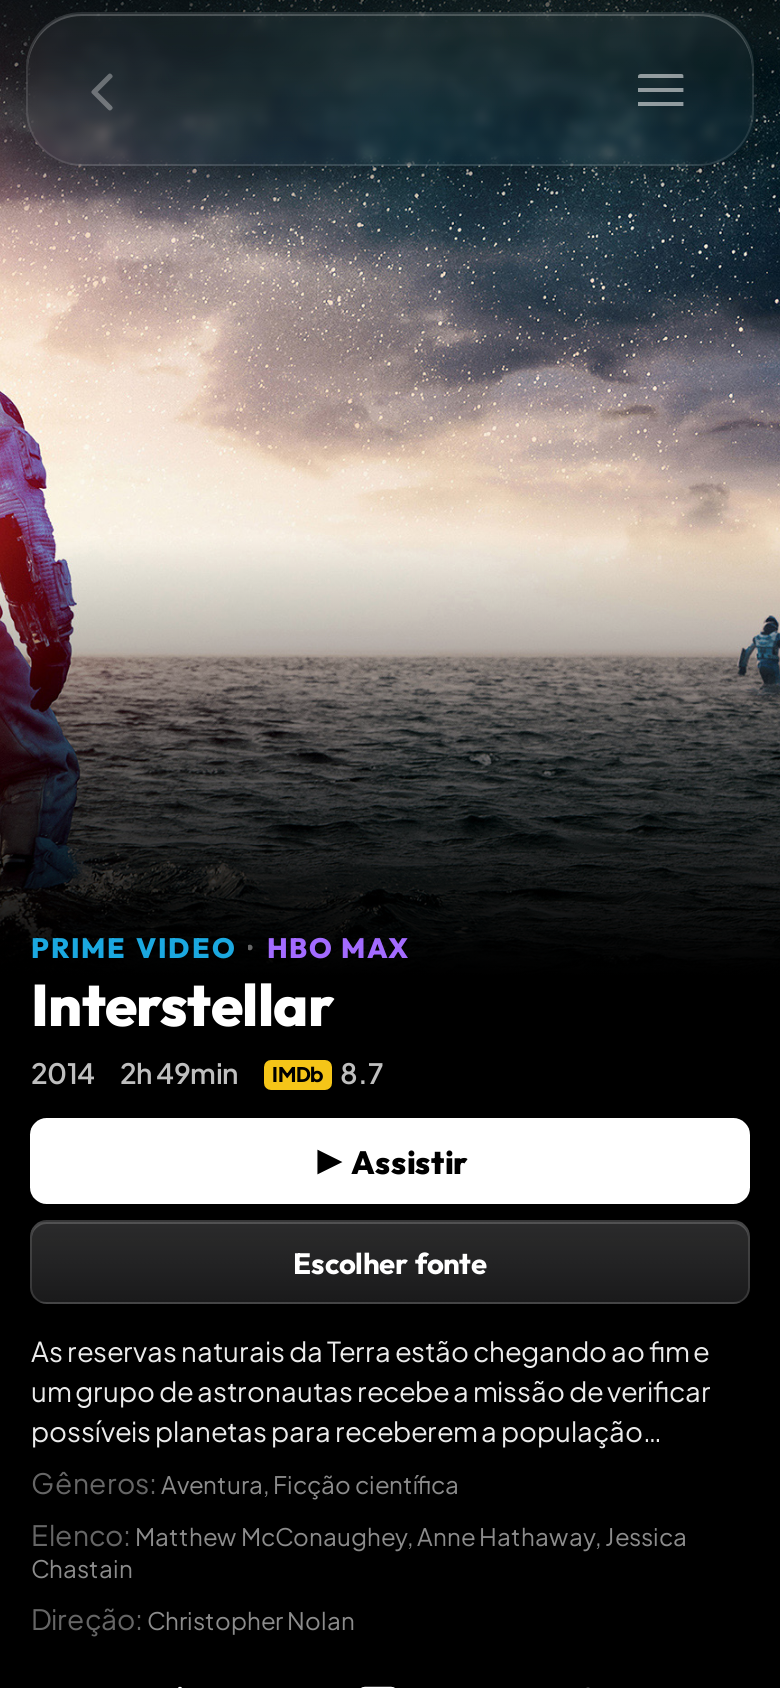 PRIME VIDEO · HBO MAX
Interstellar
2014 2h 49min IMDb 8.7
▶ Assistir
Escolher fonte
As reservas naturais da Terra estão chegando ao fim e
um grupo de astronautas recebe a missão de verificar
possíveis planetas para receberem a população...
Gêneros: Aventura, Ficção científica
Elenco: Matthew McConaughey, Anne Hathaway, Jessica
Chastain
Direção: Christopher Nolan